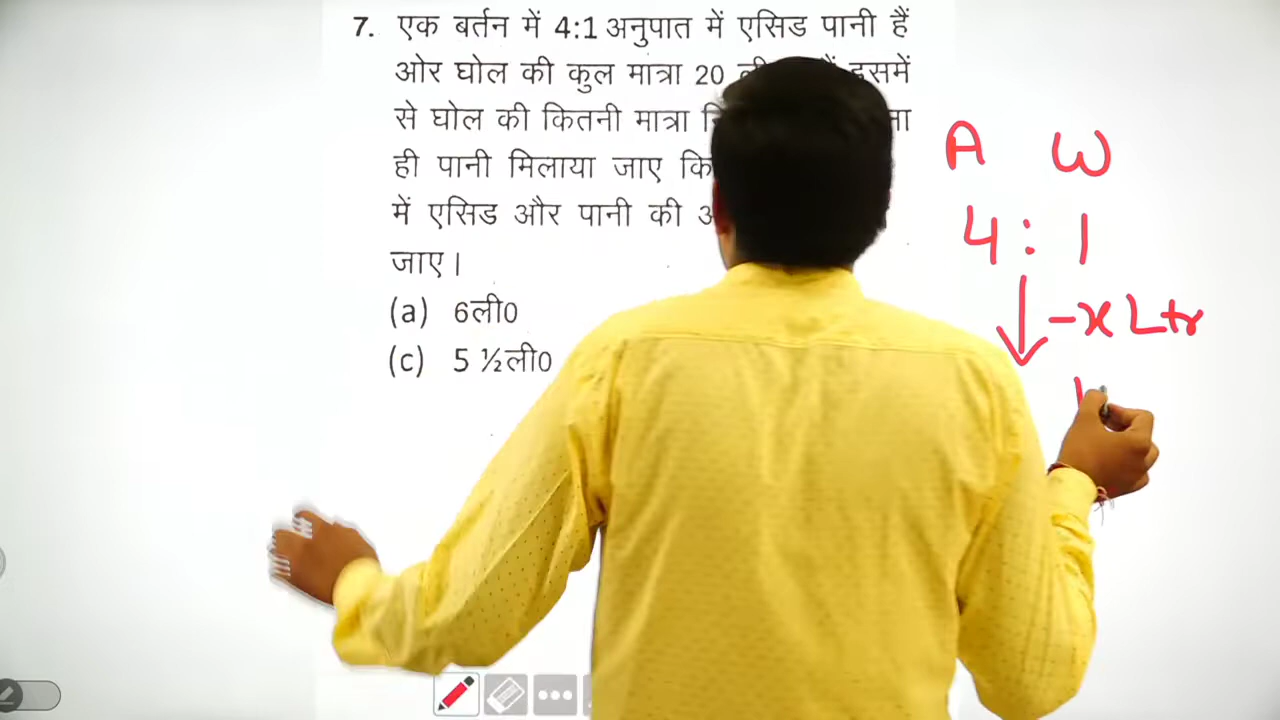 7. एक बर्तन में 4:1 अनुपात में एसिड पानी हैं
ओर घोल की कुल मात्रा 20 इसमें
से घोल की कितनी मात्रा
ही पानी मिलाया जाए
में एसिड और पानी की
जाए।
(a) 6ली0
(c) 5 ½ली0
A W
4 : 1
-x Ltr